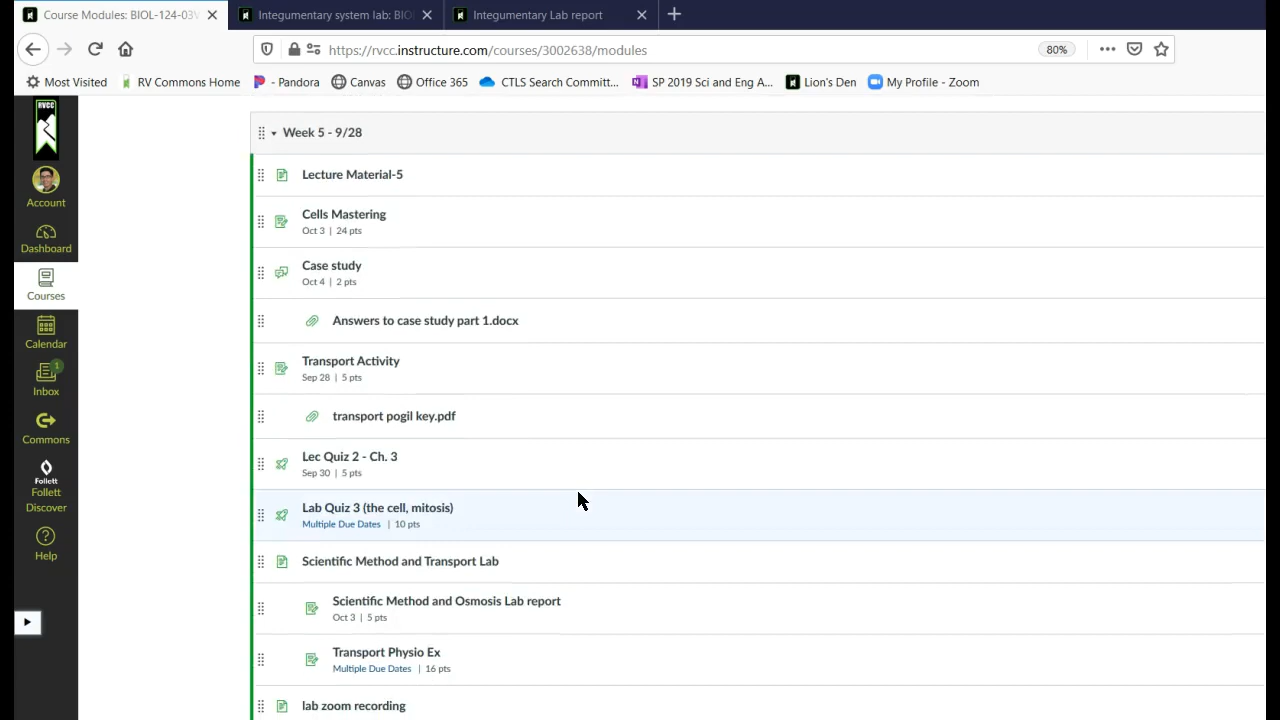 Course Modules: BIOL-124-03V
Integumentary system lab: BIO
Integumentary Lab report
https://rvcc.instructure.com/courses/3002638/modules
80%
Most Visited
RV Commons Home
- Pandora
Canvas
Office 365
CTLS Search Committ...
SP 2019 Sci and Eng ...
Lion's Den
My Profile - Zoom
RVCC
Account
Dashboard
Courses
Calendar
1
Inbox
Commons
Follett
Follett
Discover
Help
Week 5 - 9/28
Lecture Material-5
Cells Mastering
Oct 3 | 24 pts
Case study
Oct 4 | 2 pts
Answers to case study part 1.docx
Transport Activity
Sep 28 | 5 pts
transport pogil key.pdf
Lec Quiz 2 - Ch. 3
Sep 30 | 5 pts
Lab Quiz 3 (the cell, mitosis)
Multiple Due Dates | 10 pts
Scientific Method and Transport Lab
Scientific Method and Osmosis Lab report
Oct 3 | 5 pts
Transport Physio Ex
Multiple Due Dates | 16 pts
lab zoom recording